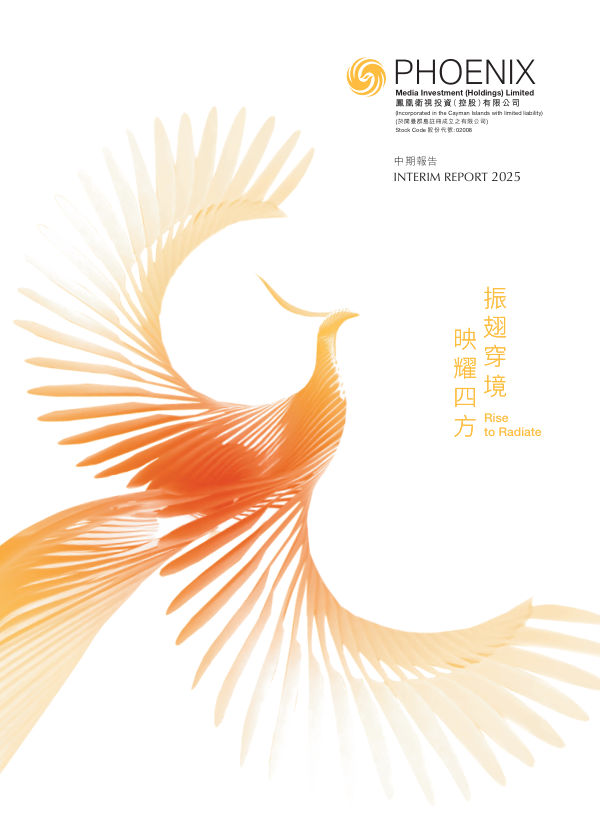 PHOENIX
Media Investment (Holdings) Limited
鳳凰衛視投資(控股)有限公司
(Incorporated in the Cayman Islands with limited liability)
(於開曼群島註冊成立之有限公司)
Stock Code 股份代號: 02008
中期報告
INTERIM REPORT 2025
振翅穿境
映耀四方
Rise
to Radiate